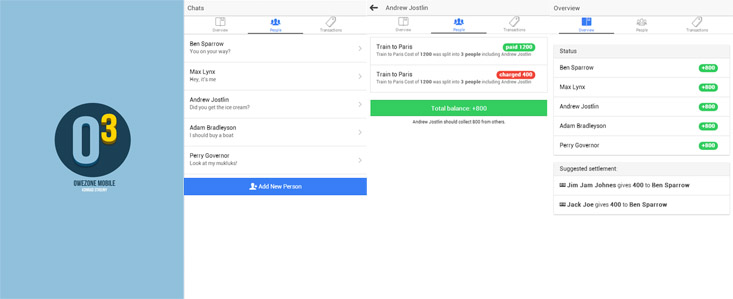 O3
OWEZONE MOBILE
Chats
Overview
People
Transactions
Ben Sparrow
You on your way?
Max Lynx
Hey, it's me
Andrew Jostlin
Did you get the ice cream?
Adam Bradleyson
I should buy a boat
Perry Governor
Look at my mukluks!
Add New Person
Andrew Jostlin
Overview
People
Transactions
Train to Paris
paid 1200
Train to Paris Cost of 1200 was split into 3 people including Andrew Jostlin.
Train to Paris
charged 400
Train to Paris Cost of 1200 was split into 3 people including Andrew Jostlin.
Total balance: +800
Andrew Jostlin should collect 800 from others.
Overview
Overview
People
Transactions
Status
Ben Sparrow +800
Max Lynx +800
Andrew Jostlin +800
Adam Bradleyson +800
Perry Governor +800
Suggested settlement
Jim Jam Johnes gives 400 to Ben Sparrow
Jack Joe gives 400 to Ben Sparrow